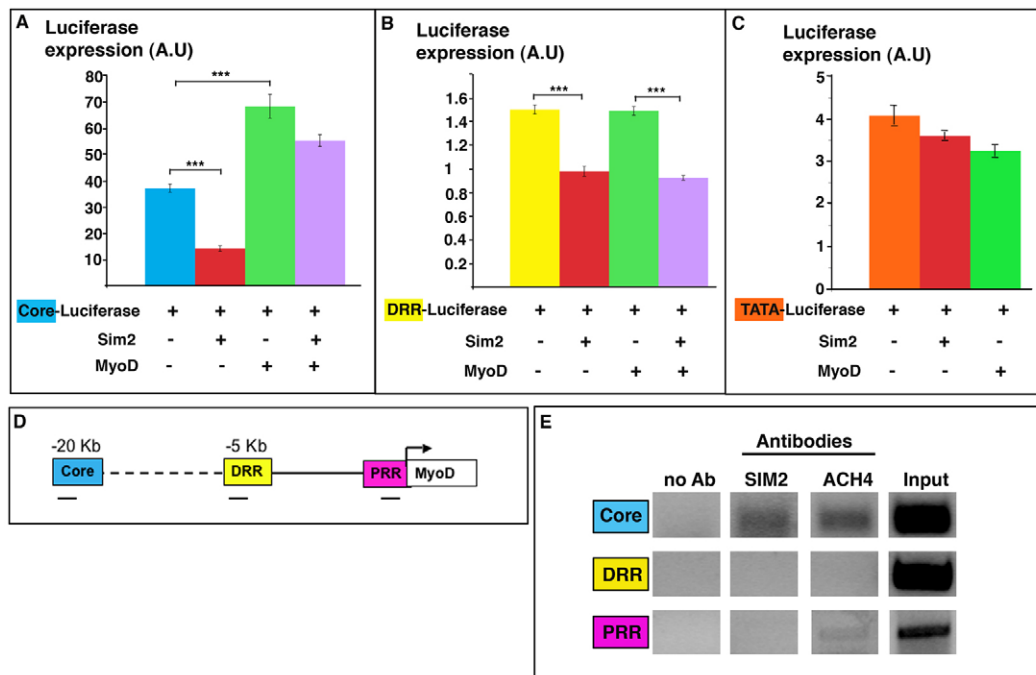 A
Luciferase
expression (A.U)
80
70
60
50
40
30
20
10
***
***
Core-Luciferase + + + +
Sim2 - + - +
MyoD - - + +
B
Luciferase
expression (A.U)
1.6
1.4
1.2
1
0.8
0.6
0.4
0.2
*** ***
DRR-Luciferase + + + +
Sim2 - + - +
MyoD - - + +
C
Luciferase
expression (A.U)
5
4
3
2
1
0
TATA-Luciferase + + +
Sim2 - + -
MyoD - - +
D
-20 Kb -5 Kb
Core DRR PRR MyoD
E
Antibodies
no Ab SIM2 ACH4 Input
Core
DRR
PRR